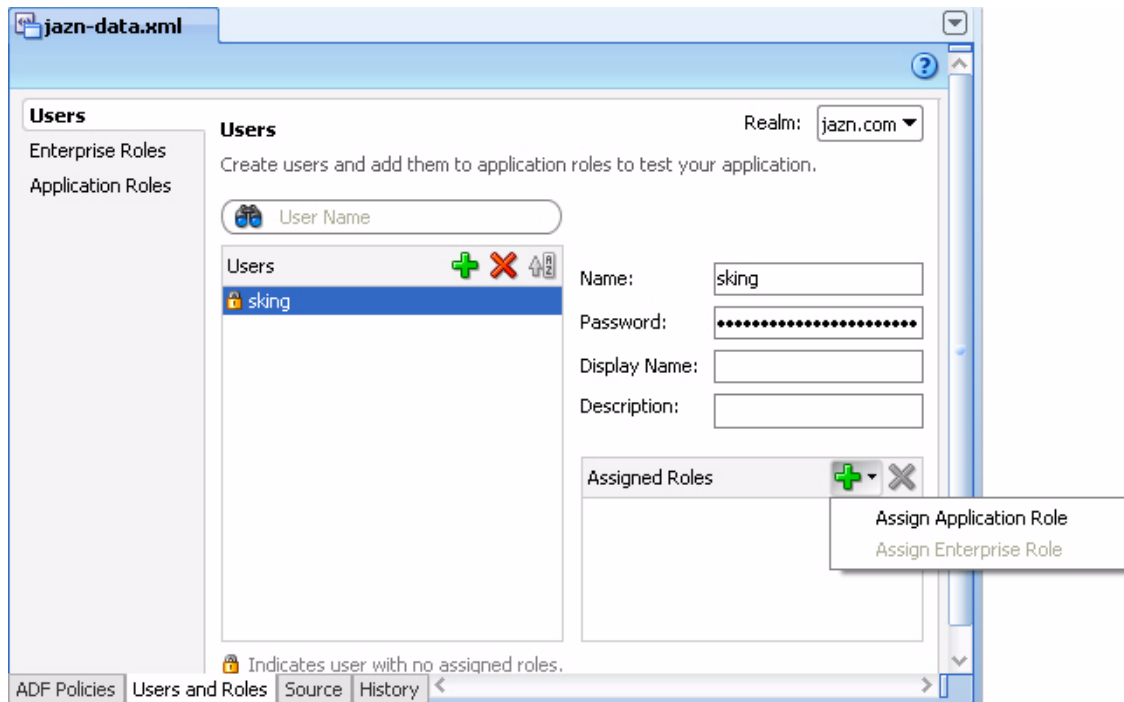 jazn-data.xml
Users
Enterprise Roles
Application Roles
Users
Realm: jazn.com
Create users and add them to application roles to test your application.
User Name
Users
sking
Name: sking
Password: •••••••••••••••••••••••
Display Name:
Description:
Assigned Roles
Assign Application Role
Assign Enterprise Role
Indicates user with no assigned roles.
ADF Policies Users and Roles Source History